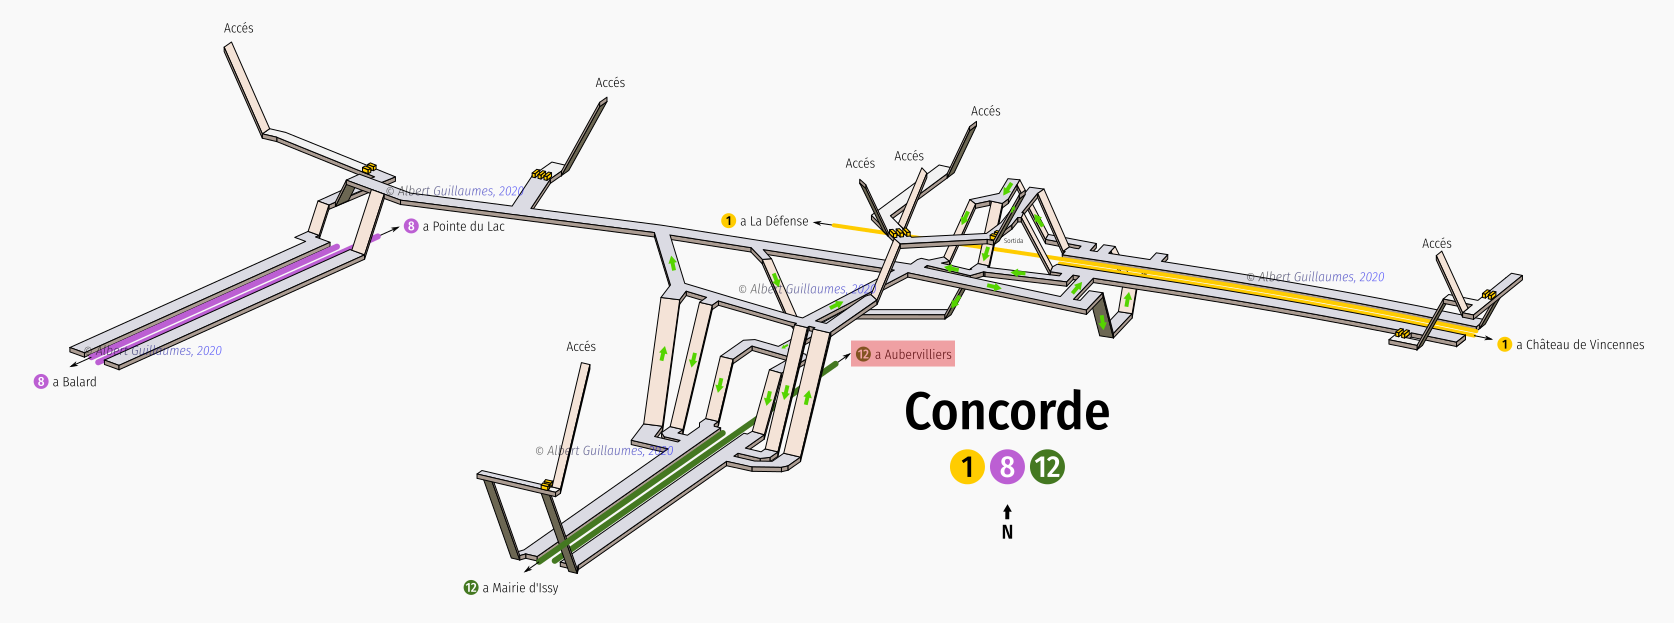 Accés
Accés
Accés
Accés
Accés
© Albert Guillaumes, 2020
8 a Pointe du Lac
1 a La Défense
Sortida
Accés
© Albert Guillaumes, 2020
© Albert Guillaumes, 2020
© Albert Guillaumes, 2020
8 a Balard
Accés
12 a Aubervilliers
1 a Château de Vincennes
Concorde
1 8 12
© Albert Guillaumes, 2020
N
12 a Mairie d'Issy